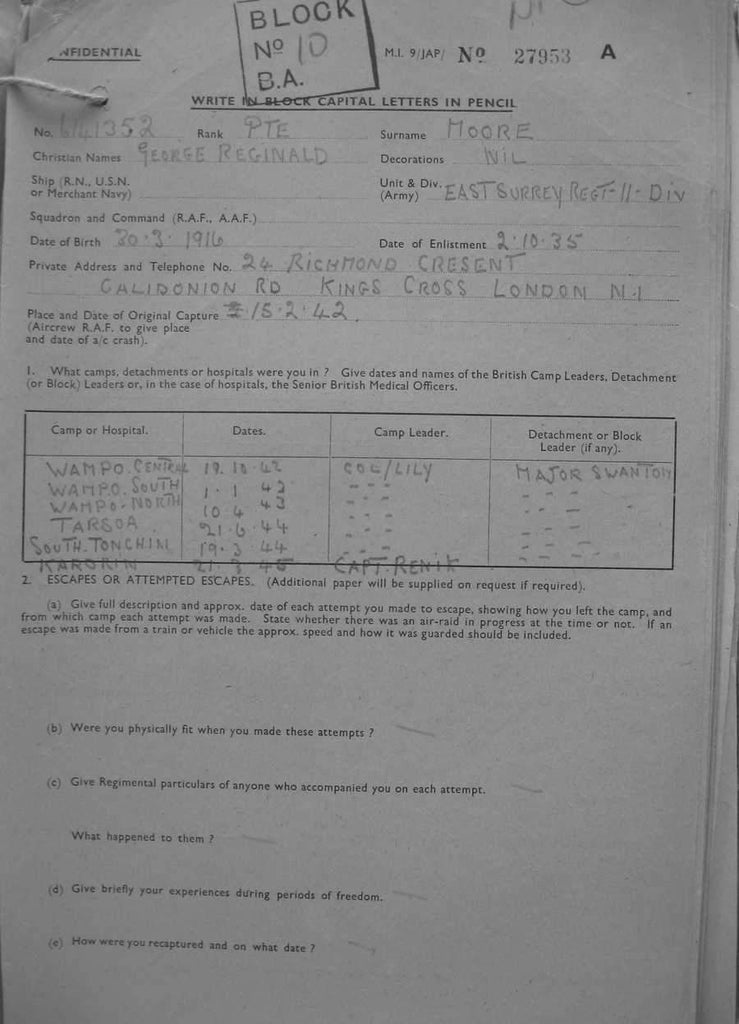 BLOCK
Nº 10
B.A.
NFIDENTIAL
M.I. 9/JAP/ Nº 27953 A
WRITE IN BLOCK CAPITAL LETTERS IN PENCIL
No. 6141352 Rank PTE Surname MOORE
Christian Names GEORGE REGINALD Decorations NIL
Ship (R.N., U.S.N. or Merchant Navy) Unit & Div. (Army) EAST SURREY REGT-11-DIV
Squadron and Command (R.A.F., A.A.F.)
Date of Birth 30·3·1916 Date of Enlistment 2·10·35
Private Address and Telephone No. 24 RICHMOND CRESENT
CALIDONION RD KINGS CROSS LONDON N.1
Place and Date of Original Capture 15·2·42
(Aircrew R.A.F. to give place
and date of a/c crash).
1. What camps, detachments or hospitals were you in ? Give dates and names of the British Camp Leaders, Detachment
(or Block) Leaders or, in the case of hospitals, the Senior British Medical Officers.
Camp or Hospital. Dates. Camp Leader. Detachment or Block Leader (if any).
WAMPO. CENTRAL 19. 10. 42 COL/LILY MAJOR SWANTON
WAMPO. SOUTH 1·1 43 - - - - - -
WAMPO-NORTH 10 4 43 - - - - - -
TARSOA. 21·6·44 - - - - - -
SOUTH. TONCHIN 19·3·44 - - - - - -
21·3·45 CAPT. RENIK
2. ESCAPES OR ATTEMPTED ESCAPES. (Additional paper will be supplied on request if required).
(a) Give full description and approx. date of each attempt you made to escape, showing how you left the camp, and
from which camp each attempt was made. State whether there was an air-raid in progress at the time or not. If an
escape was made from a train or vehicle the approx. speed and how it was guarded should be included.
(b) Were you physically fit when you made these attempts ?
(c) Give Regimental particulars of anyone who accompanied you on each attempt.
What happened to them ?
(d) Give briefly your experiences during periods of freedom.
(e) How were you recaptured and on what date ?